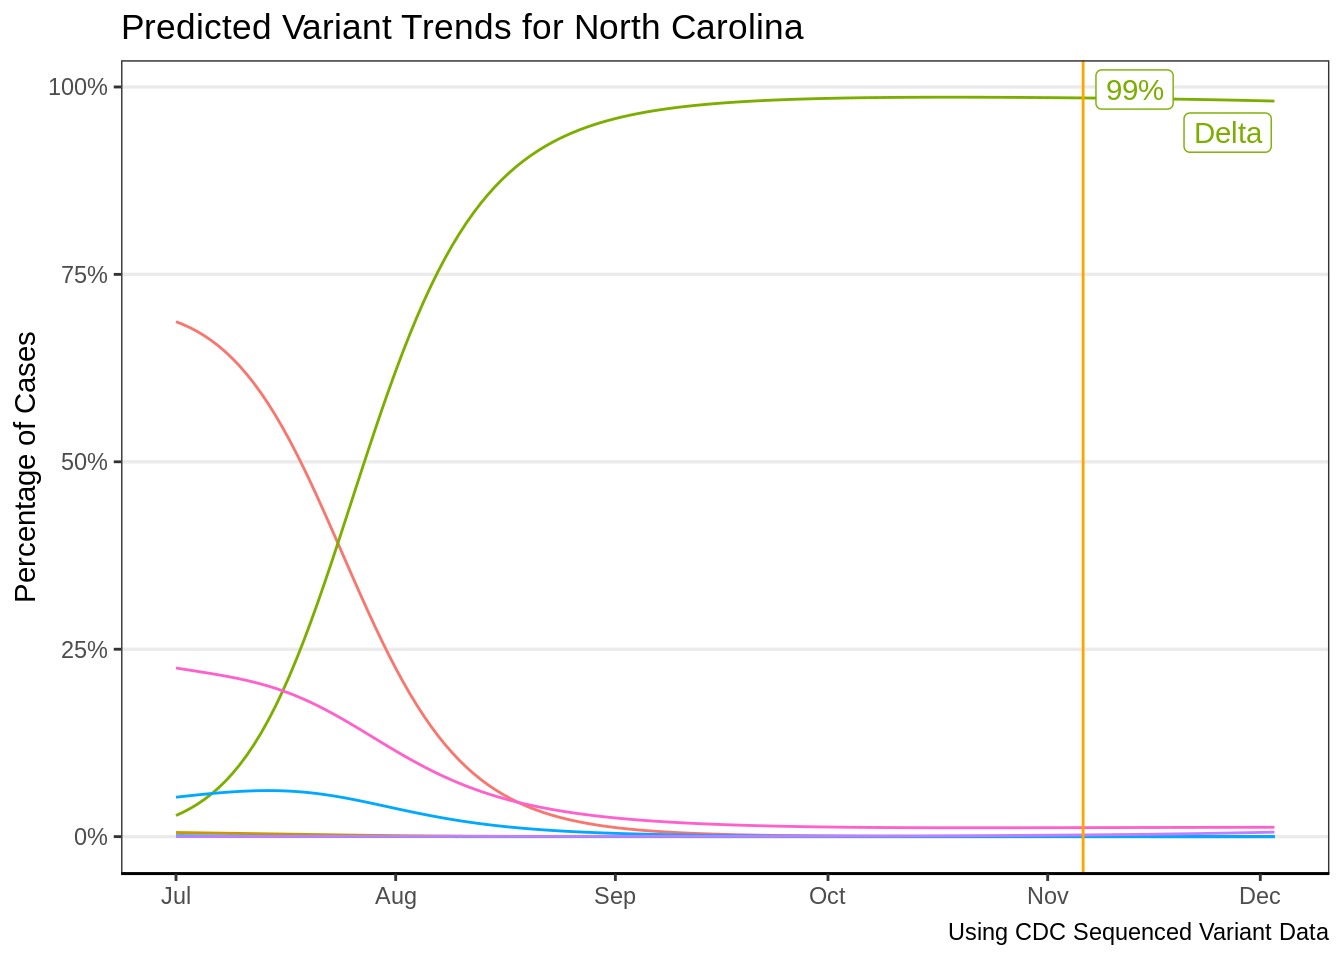 Predicted Variant Trends for North Carolina
Percentage of Cases
100%
75%
50%
25%
0%
99%
Delta
Jul Aug Sep Oct Nov Dec
Using CDC Sequenced Variant Data